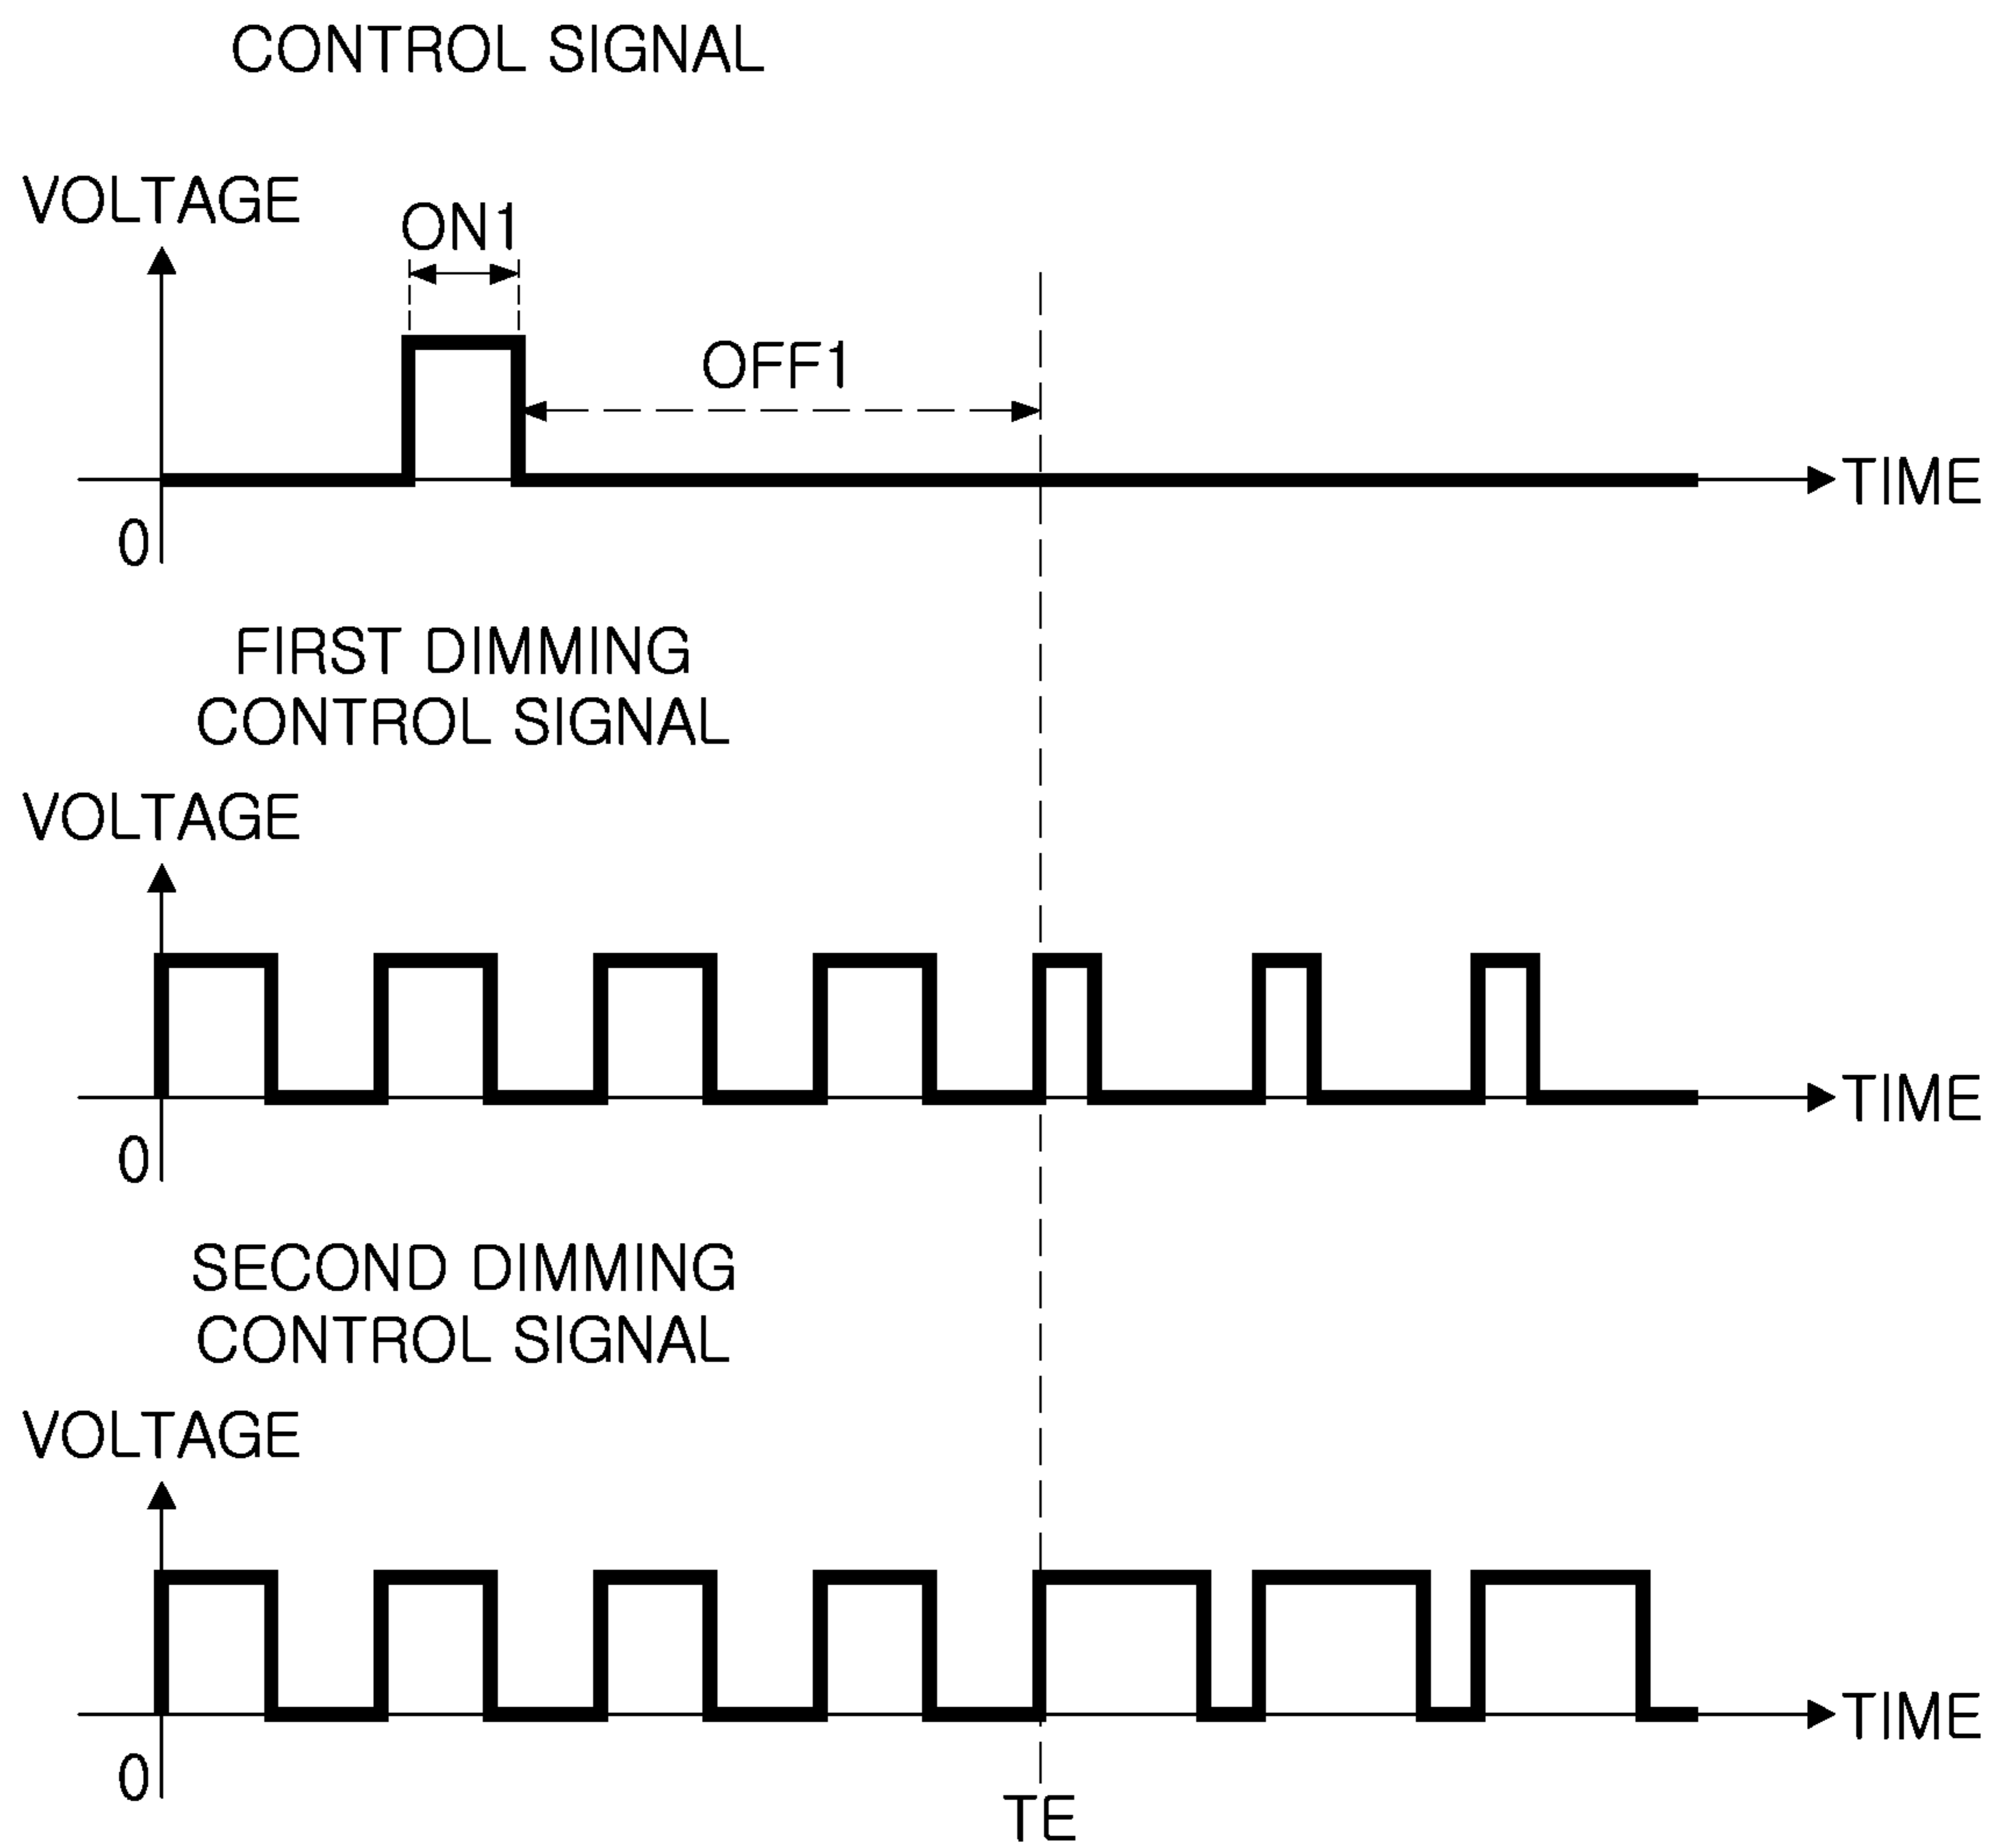 CONTROL SIGNAL
VOLTAGE
ON1
OFF1
TIME
0
FIRST DIMMING
CONTROL SIGNAL
VOLTAGE
TIME
0
SECOND DIMMING
CONTROL SIGNAL
VOLTAGE
TIME
0
TE